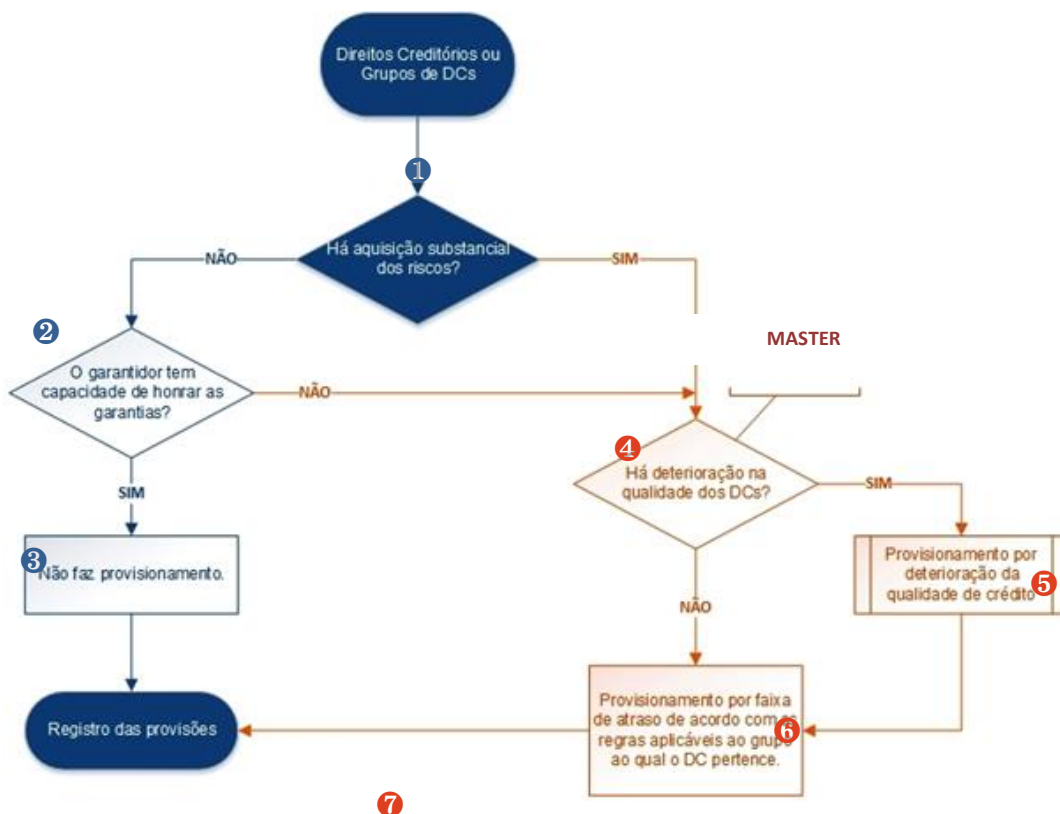 Direitos Creditórios ou
Grupos de DCs
1
Há aquisição substancial
dos riscos?
NÃO
SIM
2
MASTER
O garantidor tem
capacidade de honrar as
garantias?
NÃO
4
Há deterioração na
qualidade dos DCs?
SIM
SIM
3
Não faz provisionamento.
Provisionamento por
deterioração da
qualidade de crédito
5
NÃO
Registro das provisões
Provisionamento por faixa
de atraso de acordo com
regras aplicáveis ao grupo
ao qual o DC pertence.
6
7